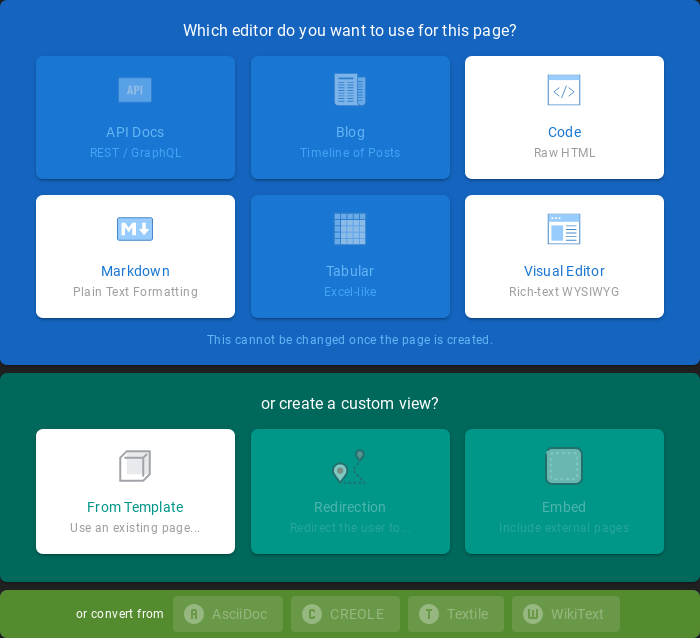 Which editor do you want to use for this page?
API
API Docs
REST / GraphQL
Blog
Timeline of Posts
</>
Code
Raw HTML
M
Markdown
Plain Text Formatting
Tabular
Excel-like
Visual Editor
Rich-text WYSIWYG
This cannot be changed once the page is created.
or create a custom view?
From Template
Use an existing page...
Redirection
Redirect the user to...
Embed
Include external pages
or convert from
A AsciiDoc
C CREOLE
T Textile
W WikiText